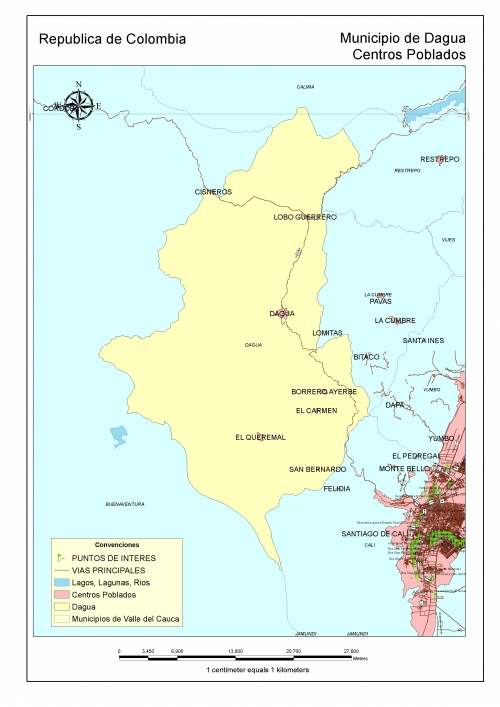 Republica de Colombia
Municipio de Dagua
Centros Poblados
CALIMA
N
W
E
S
RESTREPO
RESTREPO
CISNEROS
LOBO GUERRERO
VIJES
LA CUMBRE
PAVAS
DAGUA
LA CUMBRE
LOMITAS
SANTA INES
DAGUA
BITACO
BORRERO AYERBE
YUMBO
EL CARMEN
DAPA
EL QUEREMAL
YUMBO
EL PEDREGAL
SAN BERNARDO
MONTE BELLO
FELIDIA
BUENAVENTURA
SANTIAGO DE CALI
CALI
Convenciones
PUNTOS DE INTERES
VIAS PRINCIPALES
Lagos, Lagunas, Rios
Centros Poblados
Dagua
Municipios de Valle del Cauca
JAMUNDI
JAMUNDI
0 3,450 6,900 13,800 20,700 27,600
Meters
1 centimeter equals 1 kilometers